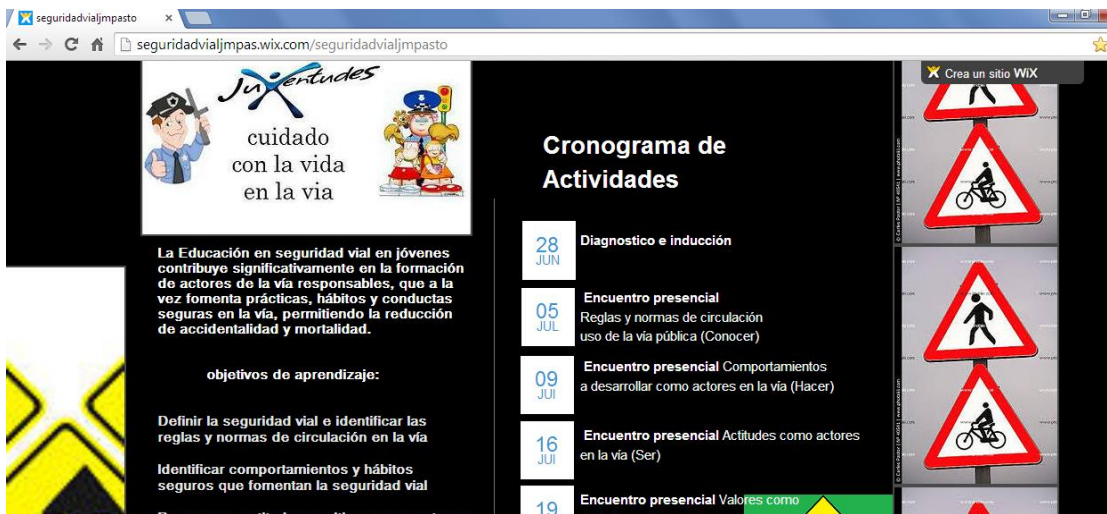 seguridadvialjmpasto
seguridadvialjmpas.wix.com/seguridadvialjmpasto
Crea un sitio WiX
Juventudes
cuidado
con la vida
en la via
La Educación en seguridad vial en jóvenes
contribuye significativamente en la formación
de actores de la vía responsables, que a la
vez fomenta prácticas, hábitos y conductas
seguras en la vía, permitiendo la reducción
de accidentalidad y mortalidad.
objetivos de aprendizaje:
Definir la seguridad vial e identificar las
reglas y normas de circulación en la vía
Identificar comportamientos y hábitos
seguros que fomentan la seguridad vial
Cronograma de
Actividades
28
JUN
Diagnostico e inducción
05
JUL
Encuentro presencial
Reglas y normas de circulación
uso de la vía pública (Conocer)
09
JUl
Encuentro presencial Comportamientos
a desarrollar como actores en la vía (Hacer)
16
JUl
Encuentro presencial Actitudes como actores
en la vía (Ser)
19
Encuentro presencial Valores como